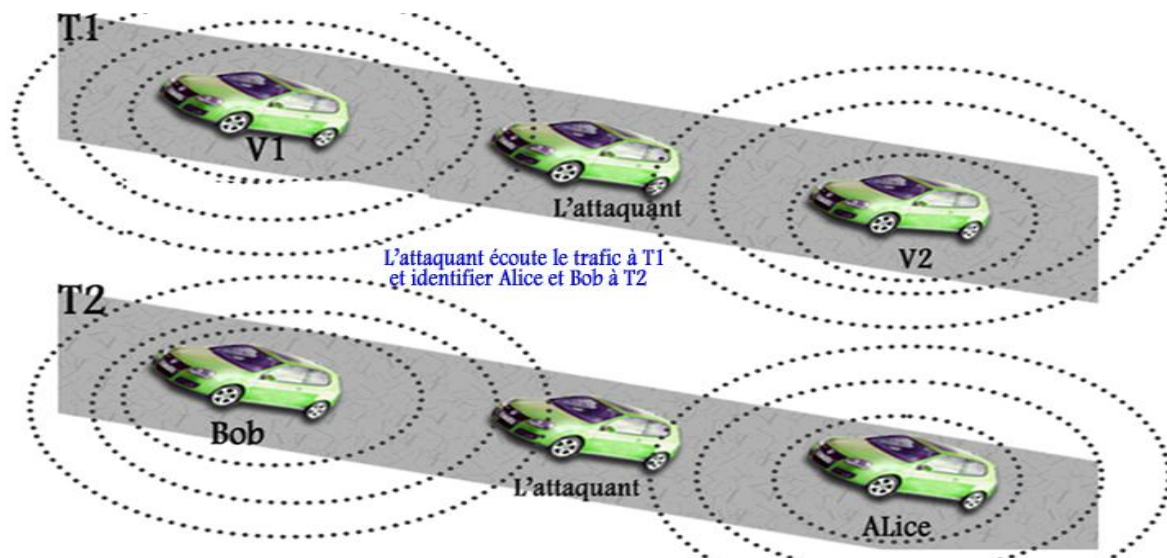 T1
V1
L'attaquant
V2
L'attaquant écoute le trafic à T1
et identifier Alice et Bob à T2
T2
Bob
L'attaquant
ALice